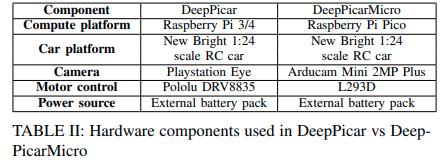 Component DeepPicar DeepPicarMicro
Compute platform Raspberry Pi 3/4 Raspberry Pi Pico
Car platform New Bright 1:24 scale RC car New Bright 1:24 scale RC car
Camera Playstation Eye Arducam Mini 2MP Plus
Motor control Pololu DRV8835 L293D
Power source External battery pack External battery pack
TABLE II: Hardware components used in DeepPicar vs Deep-
PicarMicro